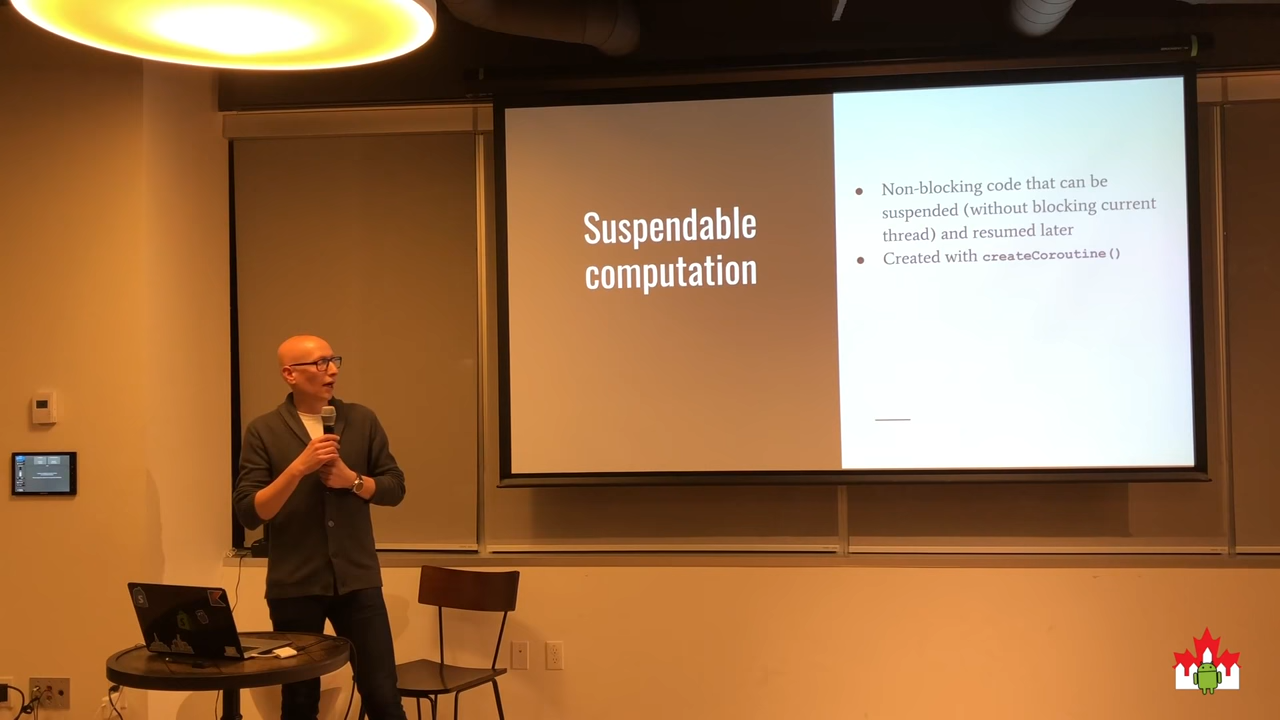 Suspendable
computation
● Non-blocking code that can be
suspended (without blocking current
thread) and resumed later
● Created with createCoroutine()